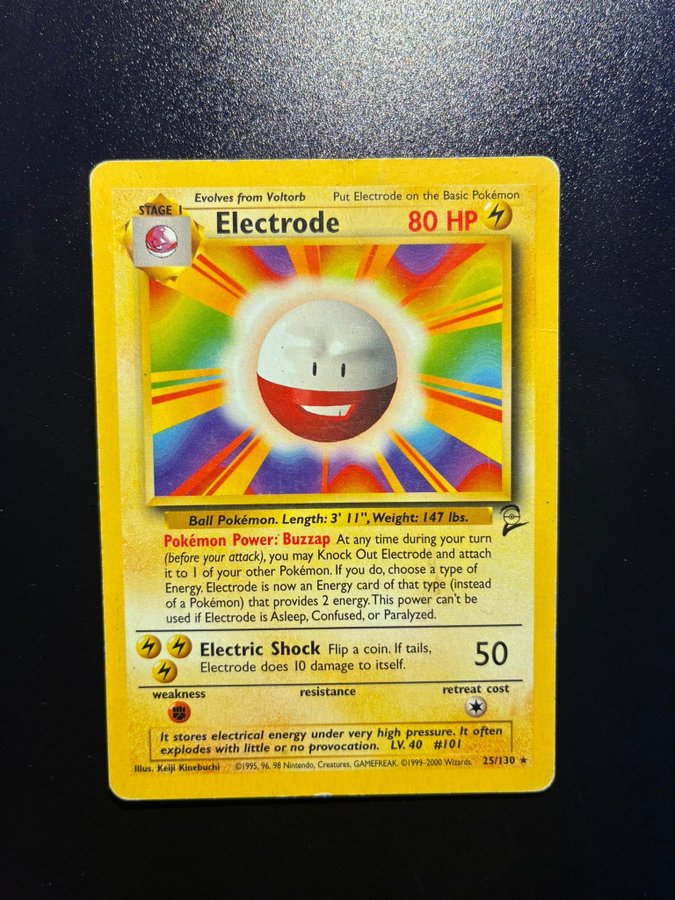 Evolves from Voltorb Put Electrode on the Basic Pokémon
STAGE 1 Electrode 80 HP
Ball Pokémon. Length: 3' 11", Weight: 147 lbs.
Pokémon Power: Buzzap At any time during your turn
(before your attack), you may Knock Out Electrode and attach
it to 1 of your other Pokémon. If you do, choose a type of
Energy. Electrode is now an Energy card of that type (instead
of a Pokémon) that provides 2 energy. This power can't be
used if Electrode is Asleep, Confused, or Paralyzed.
Electric Shock Flip a coin. If tails, 50
Electrode does 10 damage to itself.
weakness resistance retreat cost
It stores electrical energy under very high pressure. It often
explodes with little or no provocation. LV. 40 #101
Illus. Keiji Kinebuchi ©1995, 96, 98 Nintendo, Creatures, GAMEFREAK. ©1999-2000 Wizards. 25/130 ★